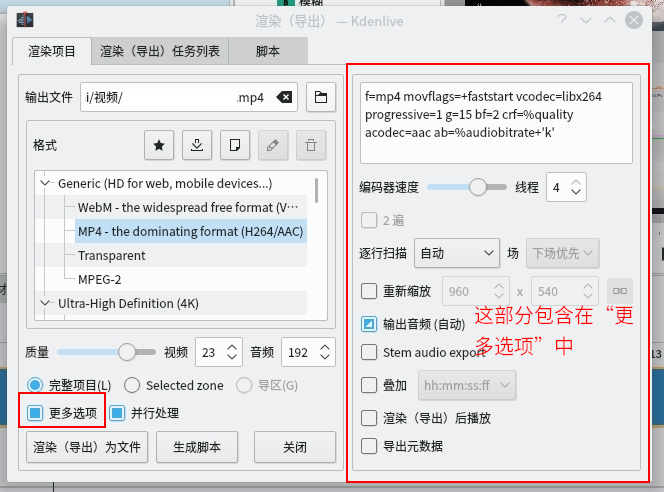 模糊
渲染（导出） — Kdenlive
渲染项目
渲染（导出）任务列表
脚本
输出文件
i/视频/
.mp4
格式
Generic (HD for web, mobile devices...)
WebM - the widespread free format (V···
MP4 - the dominating format (H264/AAC)
Transparent
MPEG-2
Ultra-High Definition (4K)
质量
视频
23
音频
192
完整项目(L)
Selected zone
导区(G)
更多选项
并行处理
渲染（导出）为文件
生成脚本
关闭
f=mp4 movflags=+faststart vcodec=libx264
progressive=1 g=15 bf=2 crf=%quality
acodec=aac ab=%audiobitrate+'k'
编码器速度
线程
4
2 遍
逐行扫描
自动
场
下场优先
重新缩放
960
x
540
输出音频 (自动)
这部分包含在“更
多选项”中
Stem audio export
叠加
hh:mm:ss:ff
渲染（导出）后播放
导出元数据
13